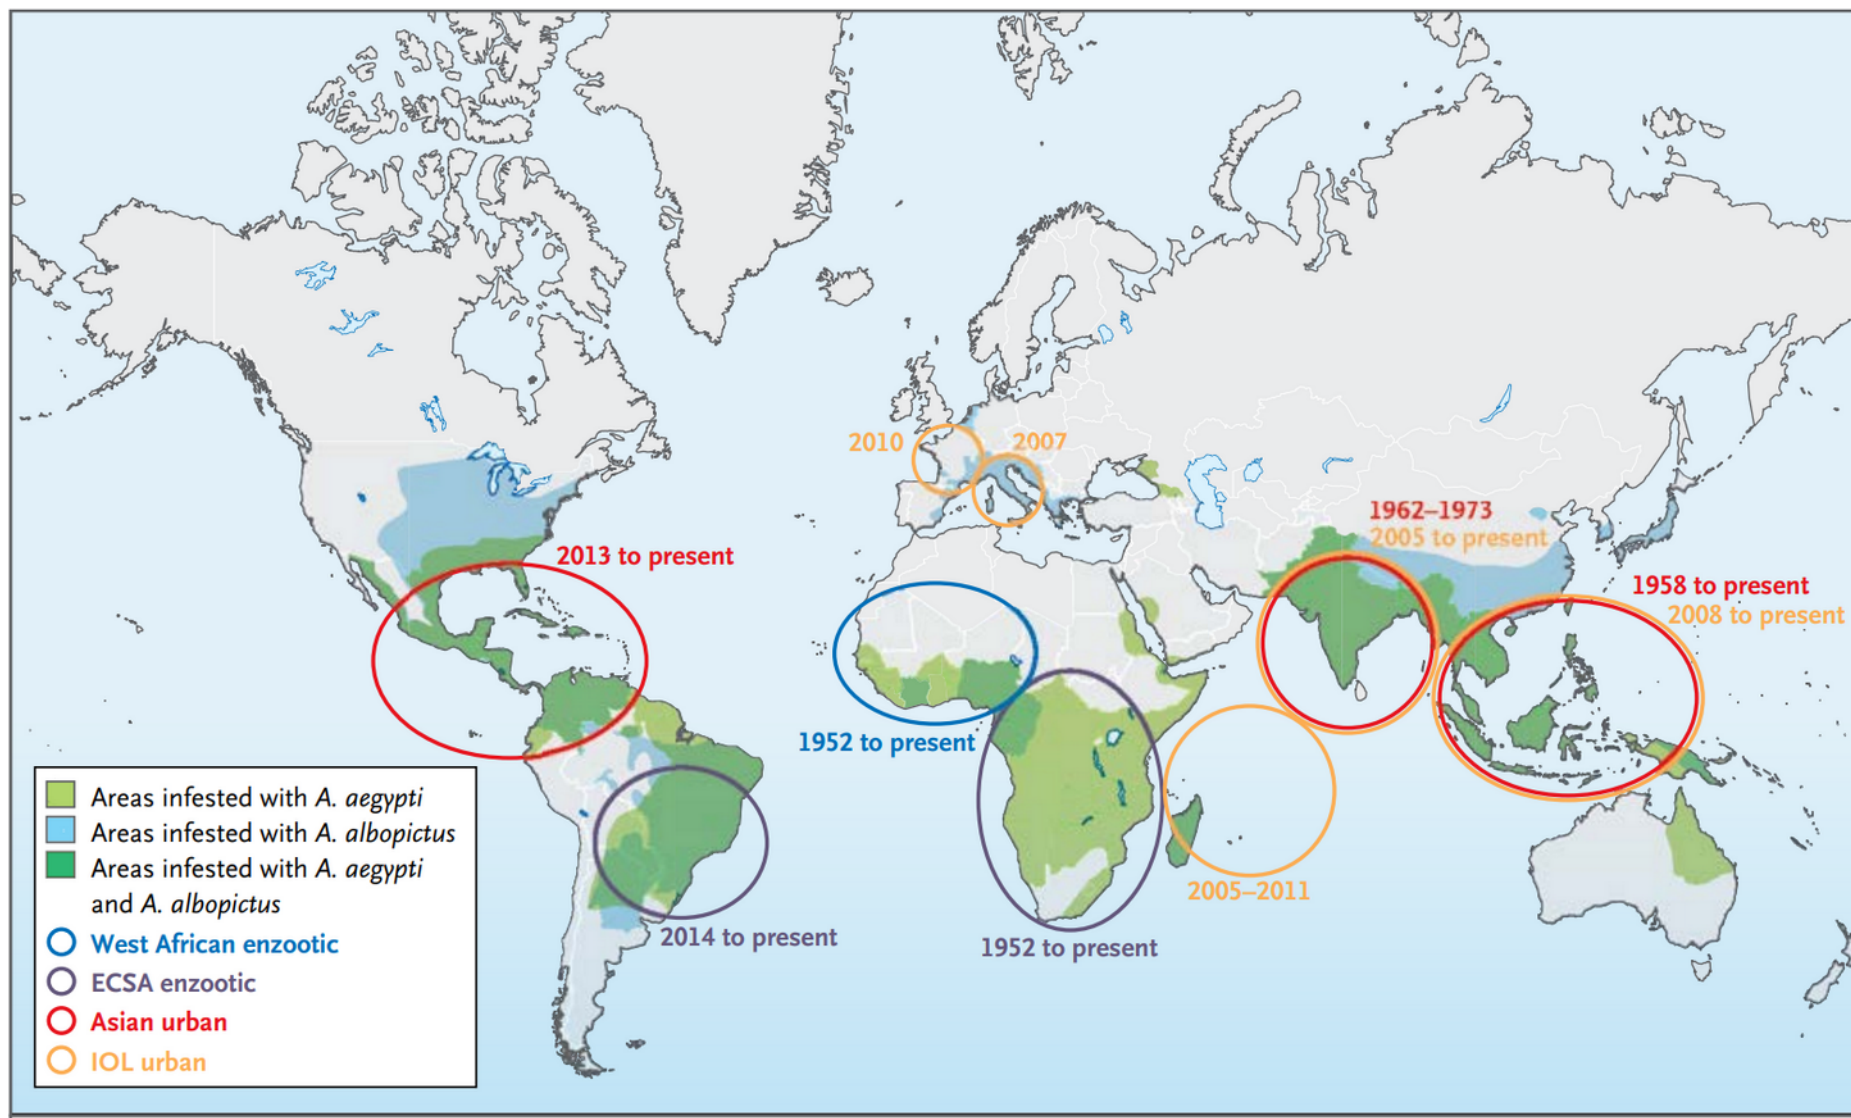 2010
2007
1962–1973
2005 to present
2013 to present
1958 to present
2008 to present
1952 to present
2005–2011
2014 to present
1952 to present
Areas infested with A. aegypti
Areas infested with A. albopictus
Areas infested with A. aegypti
and A. albopictus
West African enzootic
ECSA enzootic
Asian urban
IOL urban